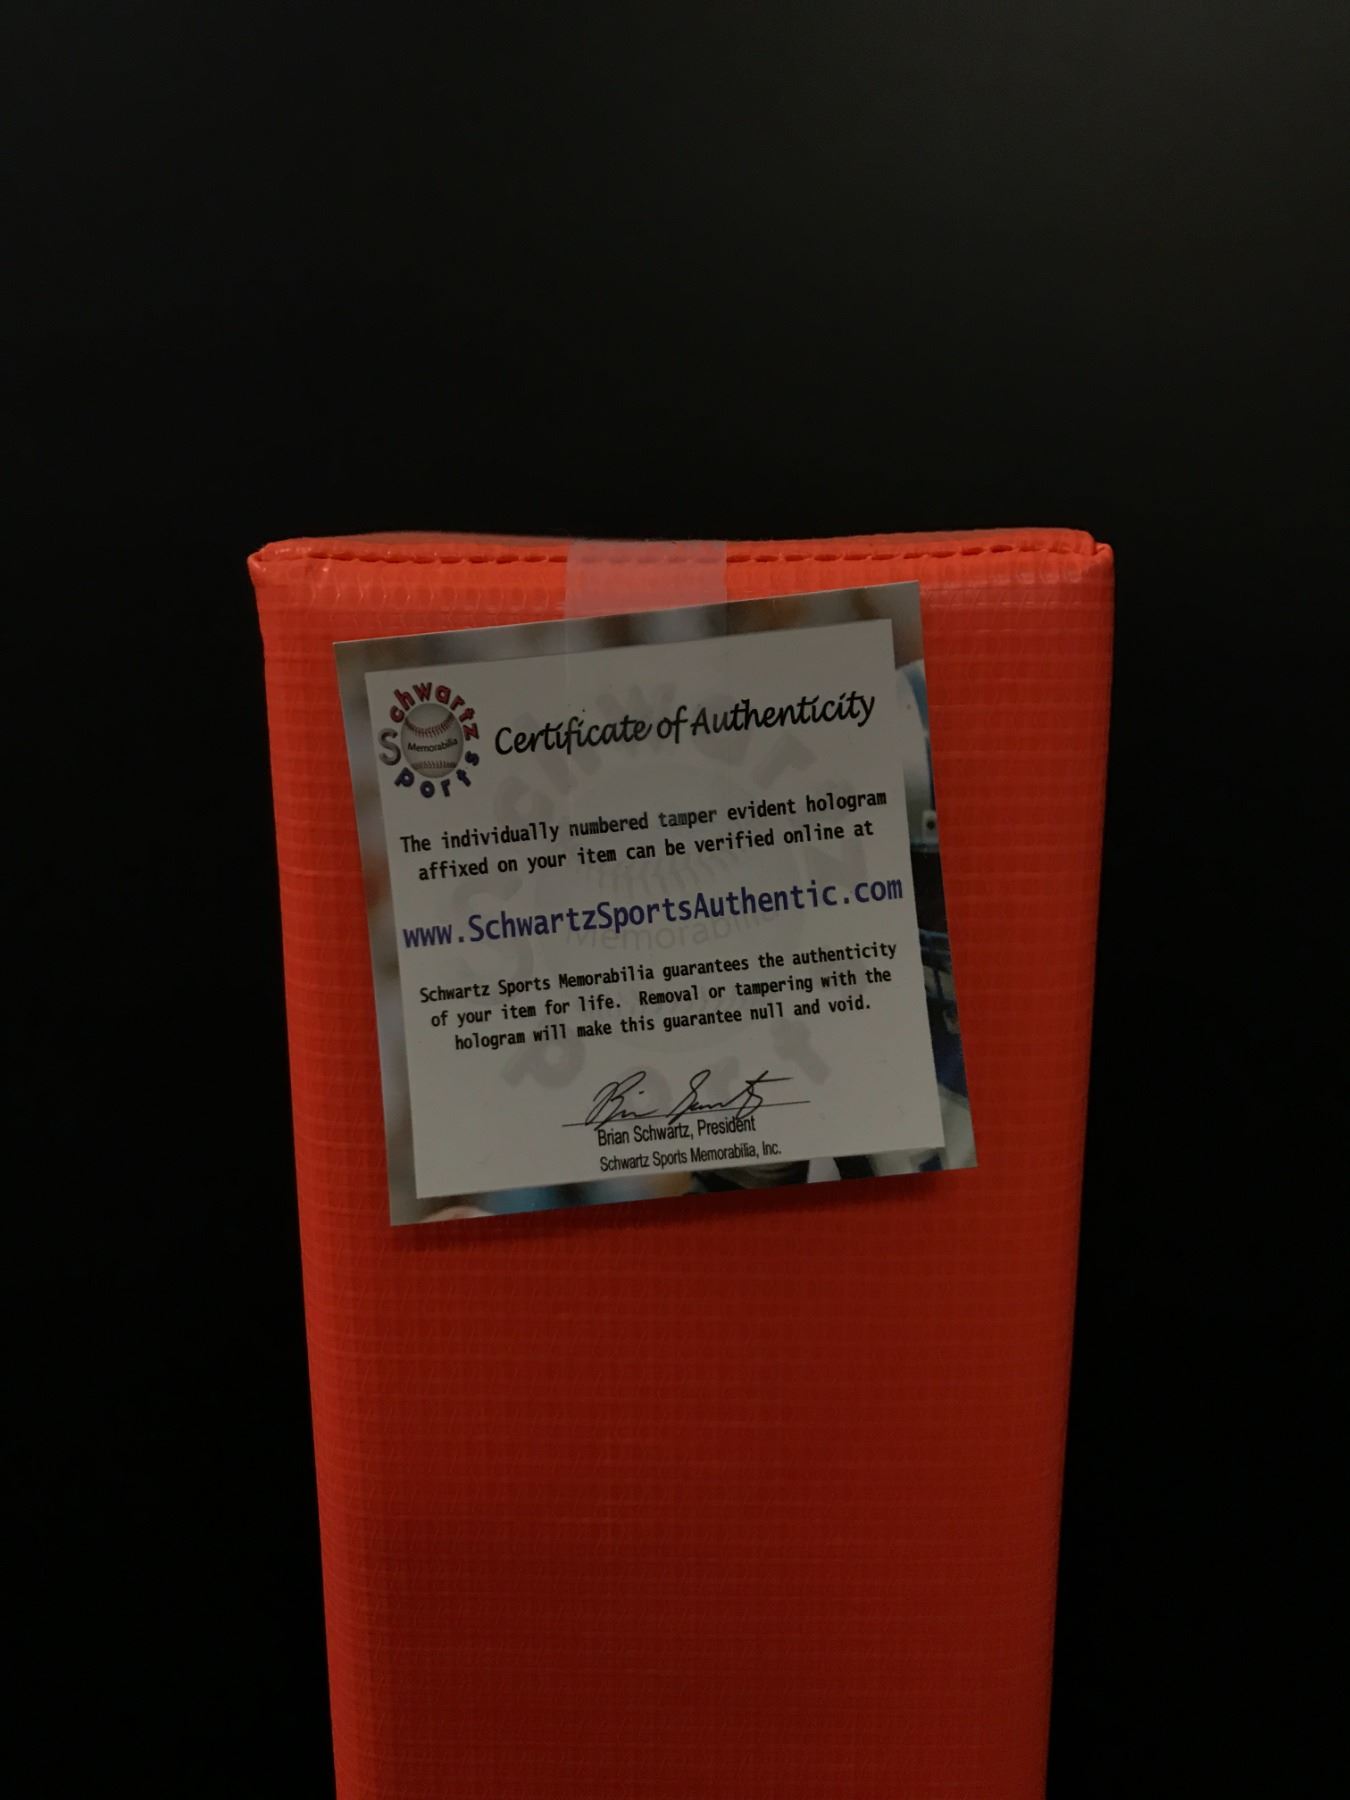 Schwartz
Memorabilia
Sports
Certificate of Authenticity
The individually numbered tamper evident hologram
affixed on your item can be verified online at
www.SchwartzSportsAuthentic.com
Schwartz Sports Memorabilia guarantees the authenticity
of your item for life. Removal or tampering with the
hologram will make this guarantee null and void.
Brian Schwartz
Brian Schwartz, President
Schwartz Sports Memorabilia, Inc.